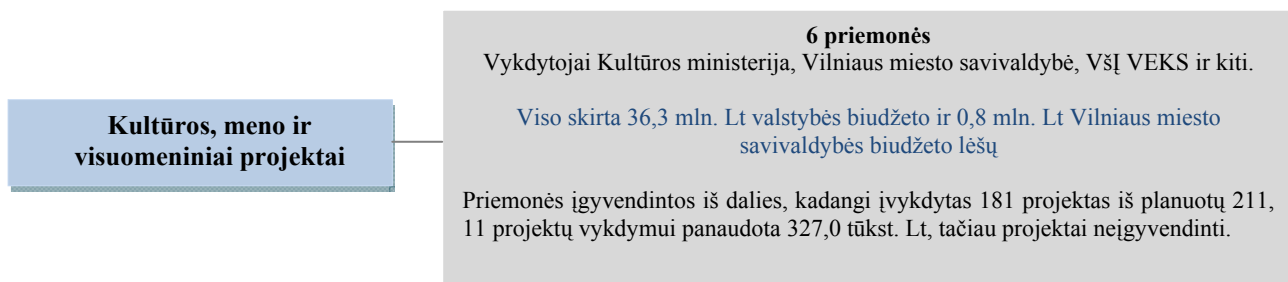 Kultūros, meno ir
visuomeniniai projektai
6 priemonės
Vykdytojai Kultūros ministerija, Vilniaus miesto savivaldybė, VšĮ VEKS ir kiti.
Viso skirta 36,3 mln. Lt valstybės biudžeto ir 0,8 mln. Lt Vilniaus miesto
savivaldybės biudžeto lėšų
Priemonės įgyvendintos iš dalies, kadangi įvykdytas 181 projektas iš planuotų 211,
11 projektų vykdymui panaudota 327,0 tūkst. Lt, tačiau projektai neįgyvendinti.